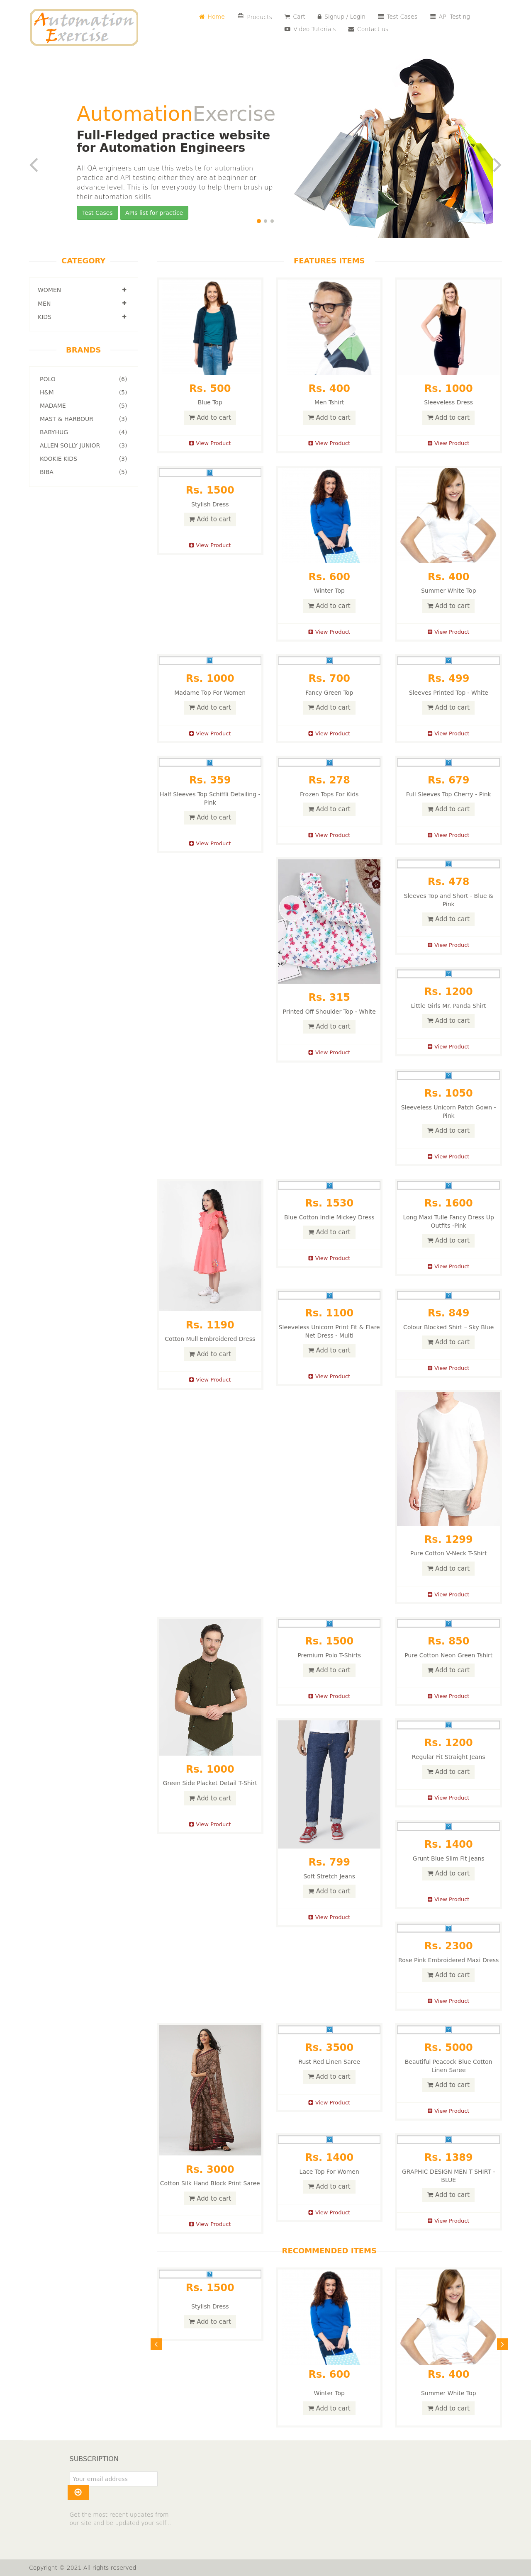 Automation
Exercise
Home
Products
Cart
Signup / Login
Test Cases
API Testing
Video Tutorials
Contact us
AutomationExercise
Full-Fledged practice website
for Automation Engineers
All QA engineers can use this website for automation
practice and API testing either they are at beginner or
advance level. This is for everybody to help them brush up
their automation skills.
Test Cases
APIs list for practice
CATEGORY
WOMEN
MEN
KIDS
BRANDS
POLO (6)
H&M (5)
MADAME (5)
MAST & HARBOUR (3)
BABYHUG (4)
ALLEN SOLLY JUNIOR (3)
KOOKIE KIDS (3)
BIBA (5)
FEATURES ITEMS
Rs. 500
Blue Top
Add to cart
View Product
Rs. 400
Men Tshirt
Add to cart
View Product
Rs. 1000
Sleeveless Dress
Add to cart
View Product
Rs. 1500
Stylish Dress
Add to cart
View Product
Rs. 600
Winter Top
Add to cart
View Product
Rs. 400
Summer White Top
Add to cart
View Product
Rs. 1000
Madame Top For Women
Add to cart
View Product
Rs. 700
Fancy Green Top
Add to cart
View Product
Rs. 499
Sleeves Printed Top - White
Add to cart
View Product
Rs. 359
Half Sleeves Top Schiffli Detailing -
Pink
Add to cart
View Product
Rs. 278
Frozen Tops For Kids
Add to cart
View Product
Rs. 679
Full Sleeves Top Cherry - Pink
Add to cart
View Product
Rs. 315
Printed Off Shoulder Top - White
Add to cart
View Product
Rs. 478
Sleeves Top and Short - Blue &
Pink
Add to cart
View Product
Rs. 1200
Little Girls Mr. Panda Shirt
Add to cart
View Product
Rs. 1050
Sleeveless Unicorn Patch Gown -
Pink
Add to cart
View Product
Rs. 1190
Cotton Mull Embroidered Dress
Add to cart
View Product
Rs. 1530
Blue Cotton Indie Mickey Dress
Add to cart
View Product
Rs. 1600
Long Maxi Tulle Fancy Dress Up
Outfits -Pink
Add to cart
View Product
Rs. 1100
Sleeveless Unicorn Print Fit & Flare
Net Dress - Multi
Add to cart
View Product
Rs. 849
Colour Blocked Shirt – Sky Blue
Add to cart
View Product
Rs. 1299
Pure Cotton V-Neck T-Shirt
Add to cart
View Product
Rs. 1000
Green Side Placket Detail T-Shirt
Add to cart
View Product
Rs. 1500
Premium Polo T-Shirts
Add to cart
View Product
Rs. 850
Pure Cotton Neon Green Tshirt
Add to cart
View Product
Rs. 799
Soft Stretch Jeans
Add to cart
View Product
Rs. 1200
Regular Fit Straight Jeans
Add to cart
View Product
Rs. 1400
Grunt Blue Slim Fit Jeans
Add to cart
View Product
Rs. 2300
Rose Pink Embroidered Maxi Dress
Add to cart
View Product
Rs. 3000
Cotton Silk Hand Block Print Saree
Add to cart
View Product
Rs. 3500
Rust Red Linen Saree
Add to cart
View Product
Rs. 5000
Beautiful Peacock Blue Cotton
Linen Saree
Add to cart
View Product
Rs. 1400
Lace Top For Women
Add to cart
View Product
Rs. 1389
GRAPHIC DESIGN MEN T SHIRT -
BLUE
Add to cart
View Product
RECOMMENDED ITEMS
Rs. 1500
Stylish Dress
Add to cart
Rs. 600
Winter Top
Add to cart
Rs. 400
Summer White Top
Add to cart
SUBSCRIPTION
Your email address
Get the most recent updates from
our site and be updated your self...
Copyright © 2021 All rights reserved